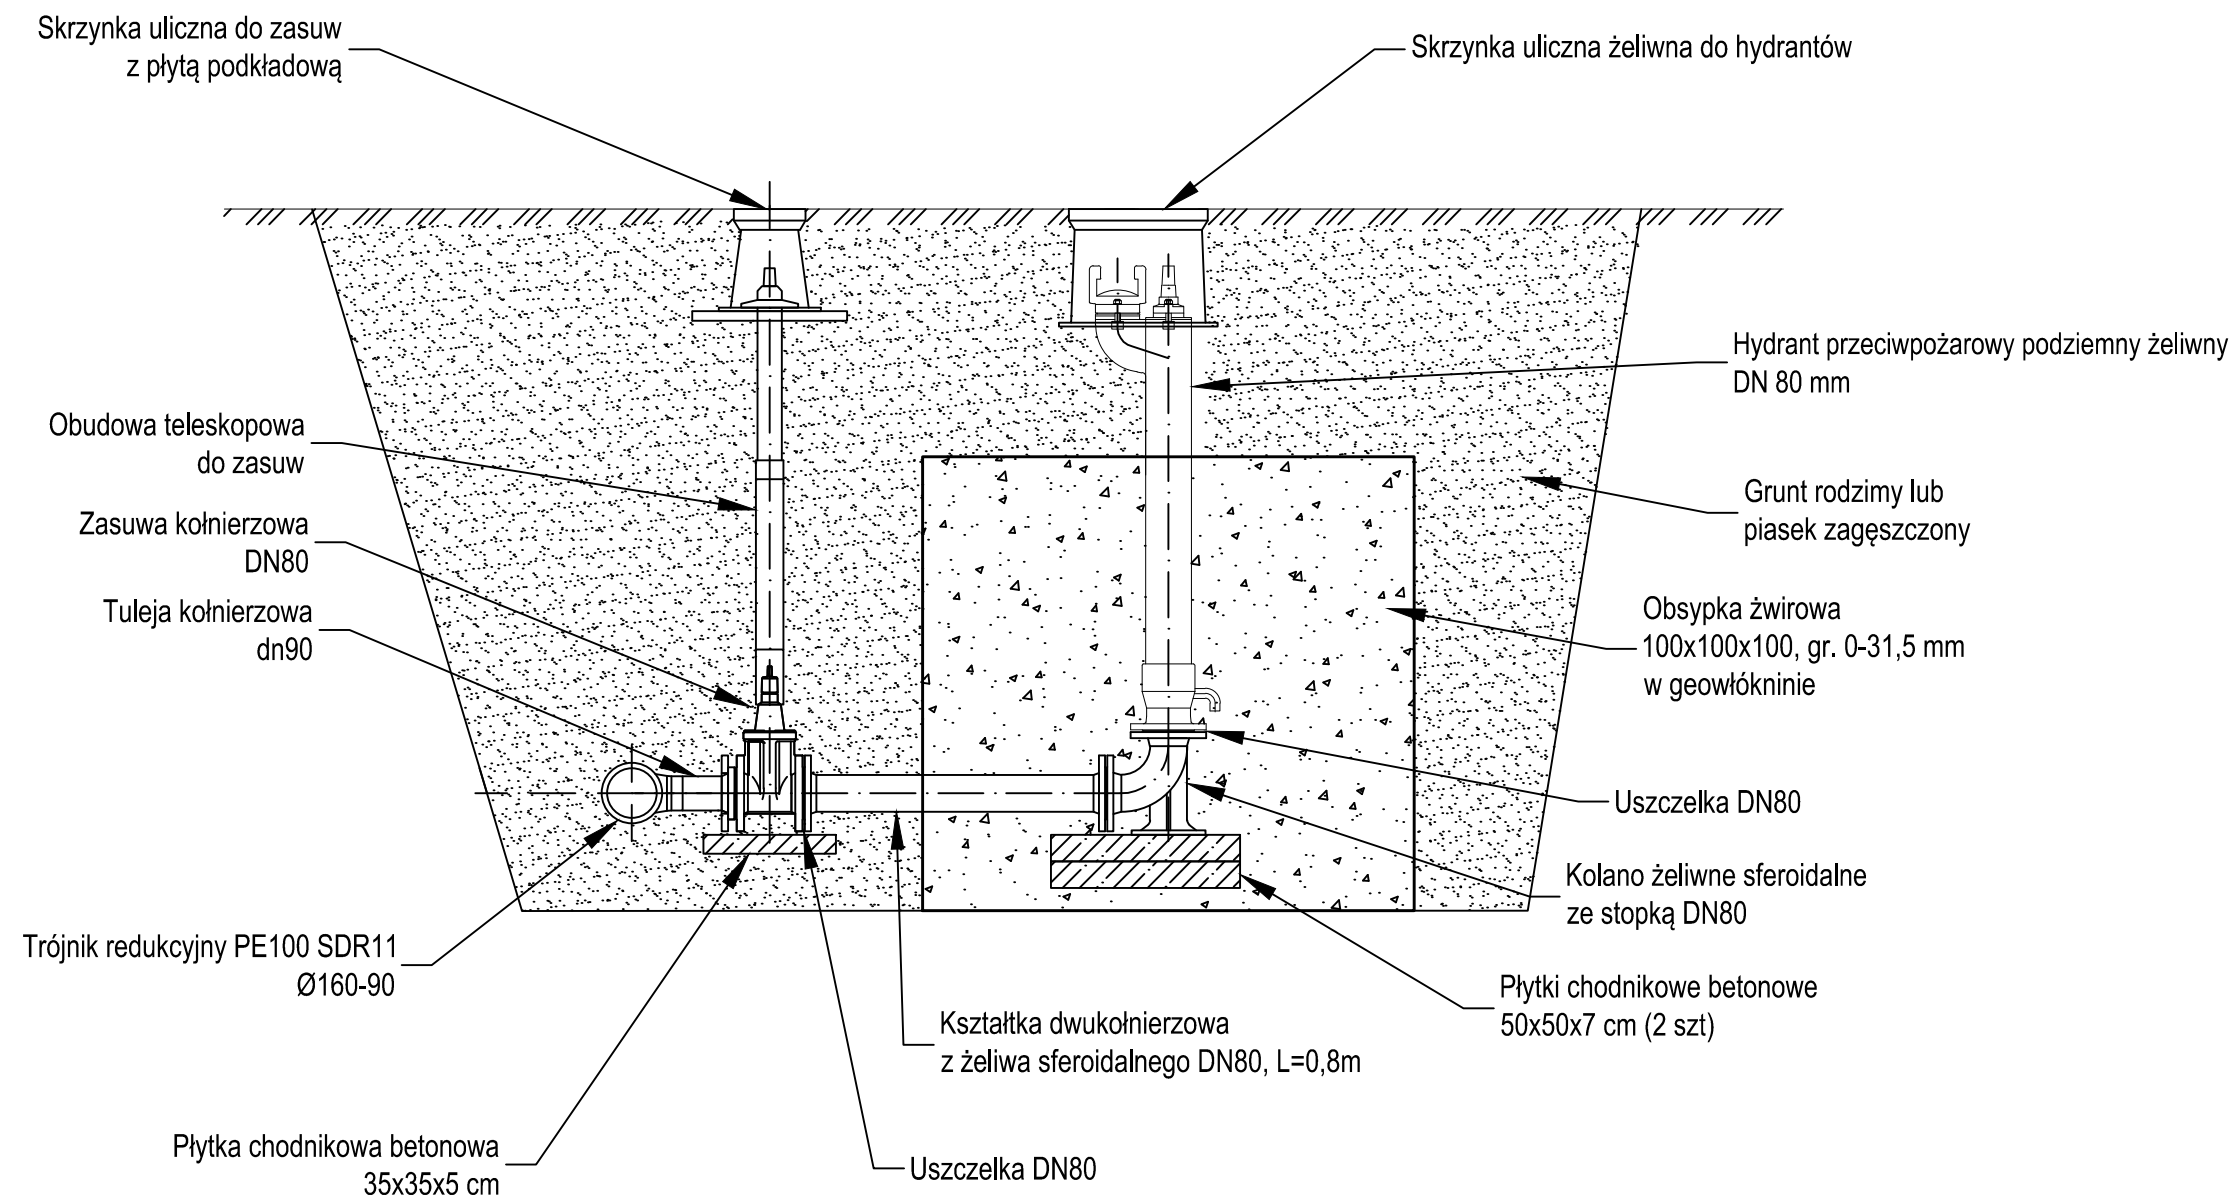 Skrzynka uliczna do zasuw
z płytą podkładową
Skrzynka uliczna żeliwna do hydrantów
Hydrant przeciwpożarowy podziemny żeliwny
DN 80 mm
Obudowa teleskopowa
do zasuw
Grunt rodzimy lub
piasek zagęszczony
Zasuwa kołnierzowa
DN80
Tuleja kołnierzowa
dn90
Obsypka żwirowa
100x100x100, gr. 0-31,5 mm
w geowłókninie
Uszczelka DN80
Kolano żeliwne sferoidalne
ze stopką DN80
Trójnik redukcyjny PE100 SDR11
Ø160-90
Płytki chodnikowe betonowe
50x50x7 cm (2 szt)
Kształtka dwukołnierzowa
z żeliwa sferoidalnego DN80, L=0,8m
Płytka chodnikowa betonowa
35x35x5 cm
Uszczelka DN80